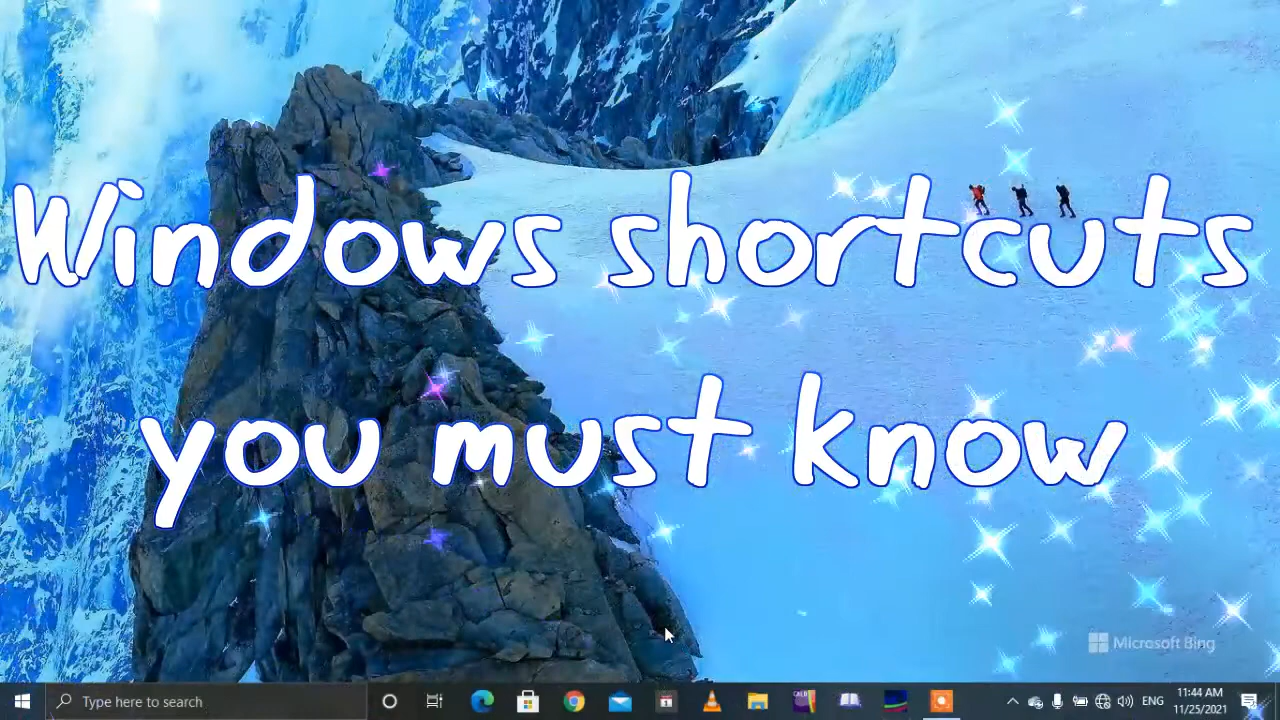 Windows shortcuts
you must know
Microsoft Bing
Type here to search
ENG
11:44 AM
11/25/2021